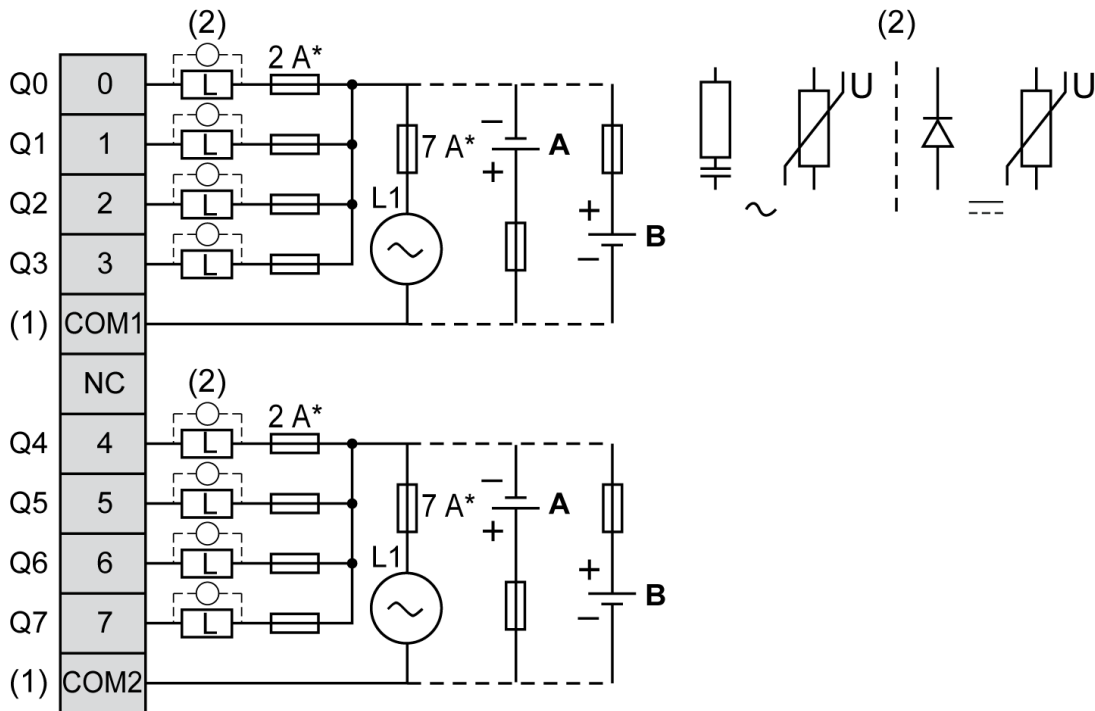 (2)
2 A*
(2)
Q0 0 L
U U
Q1 1 L
7 A* − A
+
Q2 2 L
L1
+ B
−
Q3 3 L
(1) COM1
NC
(2)
2 A*
Q4 4 L
Q5 5 L
7 A* − A
+
Q6 6 L
L1
+ B
−
Q7 7 L
(1) COM2